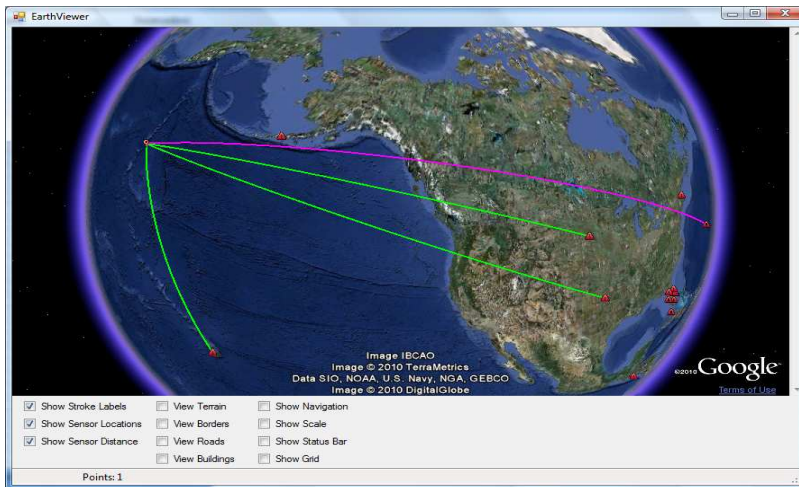 EarthViewer
Image IBCAO
Image © 2010 TerraMetrics
Data SIO, NOAA, U.S. Navy, NGA, GEBCO
Image © 2010 DigitalGlobe
©2010 Google
Terms of Use
Show Stroke Labels
View Terrain
Show Navigation
Show Sensor Locations
View Borders
Show Scale
Show Sensor Distance
View Roads
Show Status Bar
View Buildings
Show Grid
Points: 1